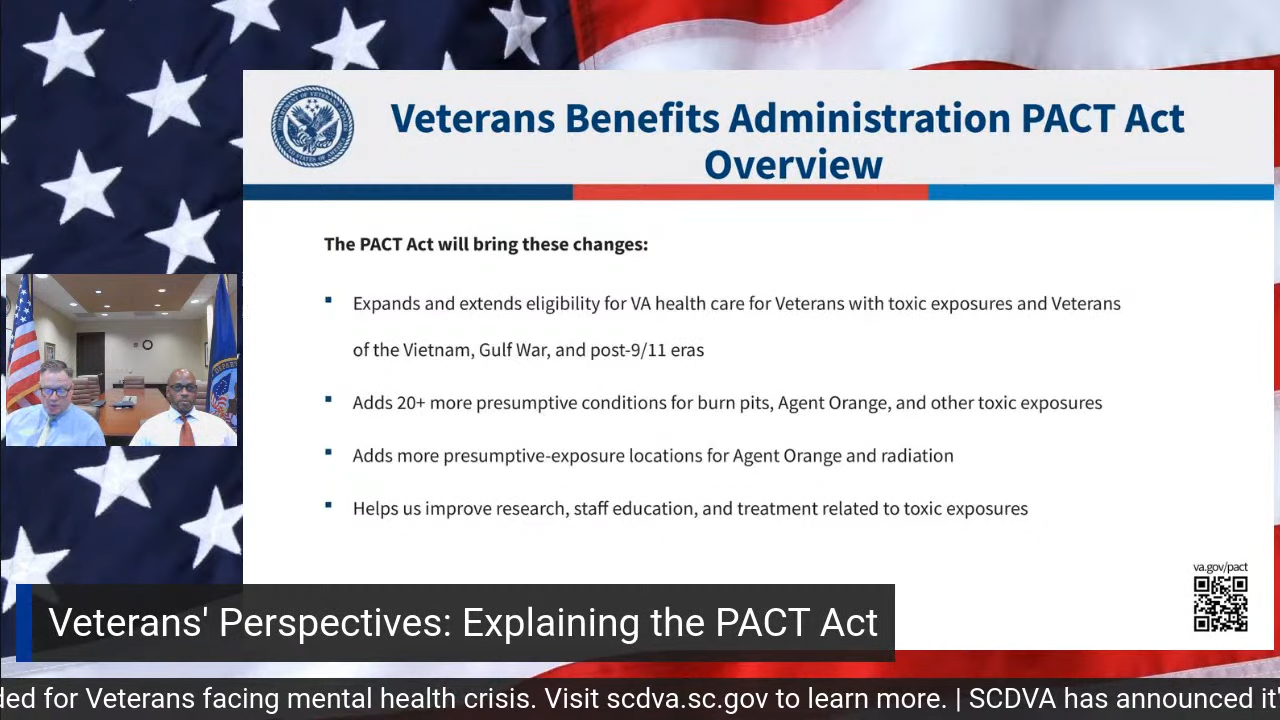 Veterans Benefits Administration PACT Act
Overview
The PACT Act will bring these changes:
Expands and extends eligibility for VA health care for Veterans with toxic exposures and Veterans
of the Vietnam, Gulf War, and post-9/11 eras
Adds 20+ more presumptive conditions for burn pits, Agent Orange, and other toxic exposures
Adds more presumptive-exposure locations for Agent Orange and radiation
Helps us improve research, staff education, and treatment related to toxic exposures
va.gov/pact
Veterans' Perspectives: Explaining the PACT Act
for Veterans facing mental health crisis. Visit scdva.sc.gov to learn more. | SCDVA has announced